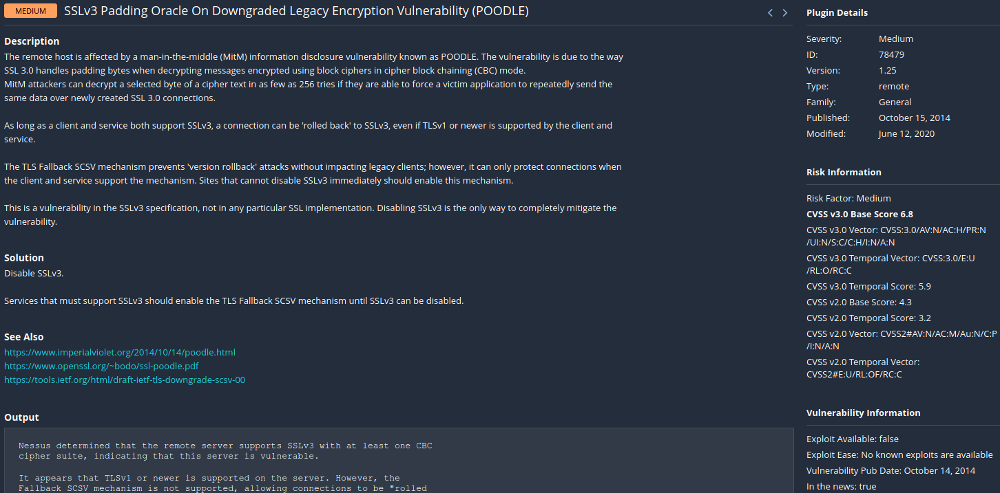 MEDIUM
SSLv3 Padding Oracle On Downgraded Legacy Encryption Vulnerability (POODLE)
Description
The remote host is affected by a man-in-the-middle (MitM) information disclosure vulnerability known as POODLE. The vulnerability is due to the way
SSL 3.0 handles padding bytes when decrypting messages encrypted using block ciphers in cipher block chaining (CBC) mode.
MitM attackers can decrypt a selected byte of a cipher text in as few as 256 tries if they are able to force a victim application to repeatedly send the
same data over newly created SSL 3.0 connections.
As long as a client and service both support SSLv3, a connection can be 'rolled back' to SSLv3, even if TLSv1 or newer is supported by the client and
service.
The TLS Fallback SCSV mechanism prevents 'version rollback' attacks without impacting legacy clients; however, it can only protect connections when
the client and service support the mechanism. Sites that cannot disable SSLv3 immediately should enable this mechanism.
This is a vulnerability in the SSLv3 specification, not in any particular SSL implementation. Disabling SSLv3 is the only way to completely mitigate the
vulnerability.
Solution
Disable SSLv3.
Services that must support SSLv3 should enable the TLS Fallback SCSV mechanism until SSLv3 can be disabled.
See Also
https://www.imperialviolet.org/2014/10/14/poodle.html
https://www.openssl.org/~bodo/ssl-poodle.pdf
https://tools.ietf.org/html/draft-ietf-tls-downgrade-scsv-00
Output
Nessus determined that the remote server supports SSLv3 with at least one CBC
cipher suite, indicating that this server is vulnerable.
It appears that TLSv1 or newer is supported on the server. However, the
Fallback SCSV mechanism is not supported, allowing connections to be "rolled
Plugin Details
Severity: Medium
ID: 78479
Version: 1.25
Type: remote
Family: General
Published: October 15, 2014
Modified: June 12, 2020
Risk Information
Risk Factor: Medium
CVSS v3.0 Base Score 6.8
CVSS v3.0 Vector: CVSS:3.0/AV:N/AC:H/PR:N
/UI:N/S:C/C:H/I:N/A:N
CVSS v3.0 Temporal Vector: CVSS:3.0/E:U
/RL:O/RC:C
CVSS v3.0 Temporal Score: 5.9
CVSS v2.0 Base Score: 4.3
CVSS v2.0 Temporal Score: 3.2
CVSS v2.0 Vector: CVSS2#AV:N/AC:M/Au:N/C:P
/I:N/A:N
CVSS v2.0 Temporal Vector:
CVSS2#E:U/RL:OF/RC:C
Vulnerability Information
Exploit Available: false
Exploit Ease: No known exploits are available
Vulnerability Pub Date: October 14, 2014
In the news: true